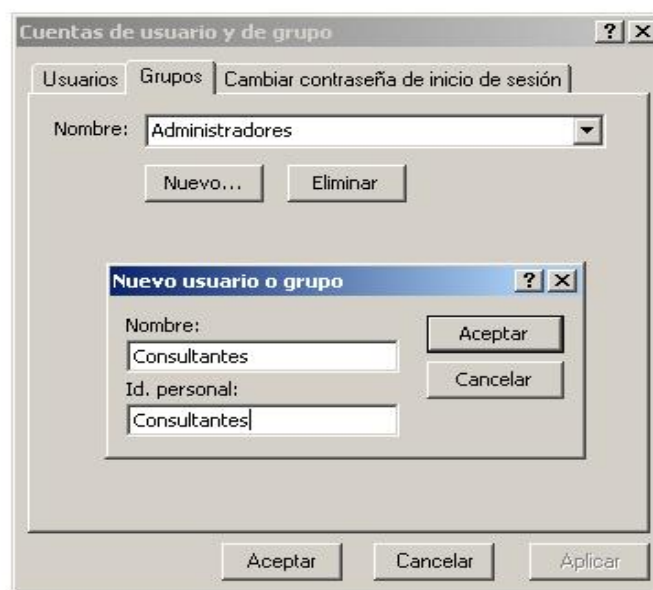 Cuentas de usuario y de grupo
Usuarios Grupos Cambiar contraseña de inicio de sesión
Nombre: Administradores
Nuevo... Eliminar
Nuevo usuario o grupo
Nombre:
Consultantes
Id. personal:
Consultantes
Aceptar
Cancelar
Aceptar Cancelar Aplicar